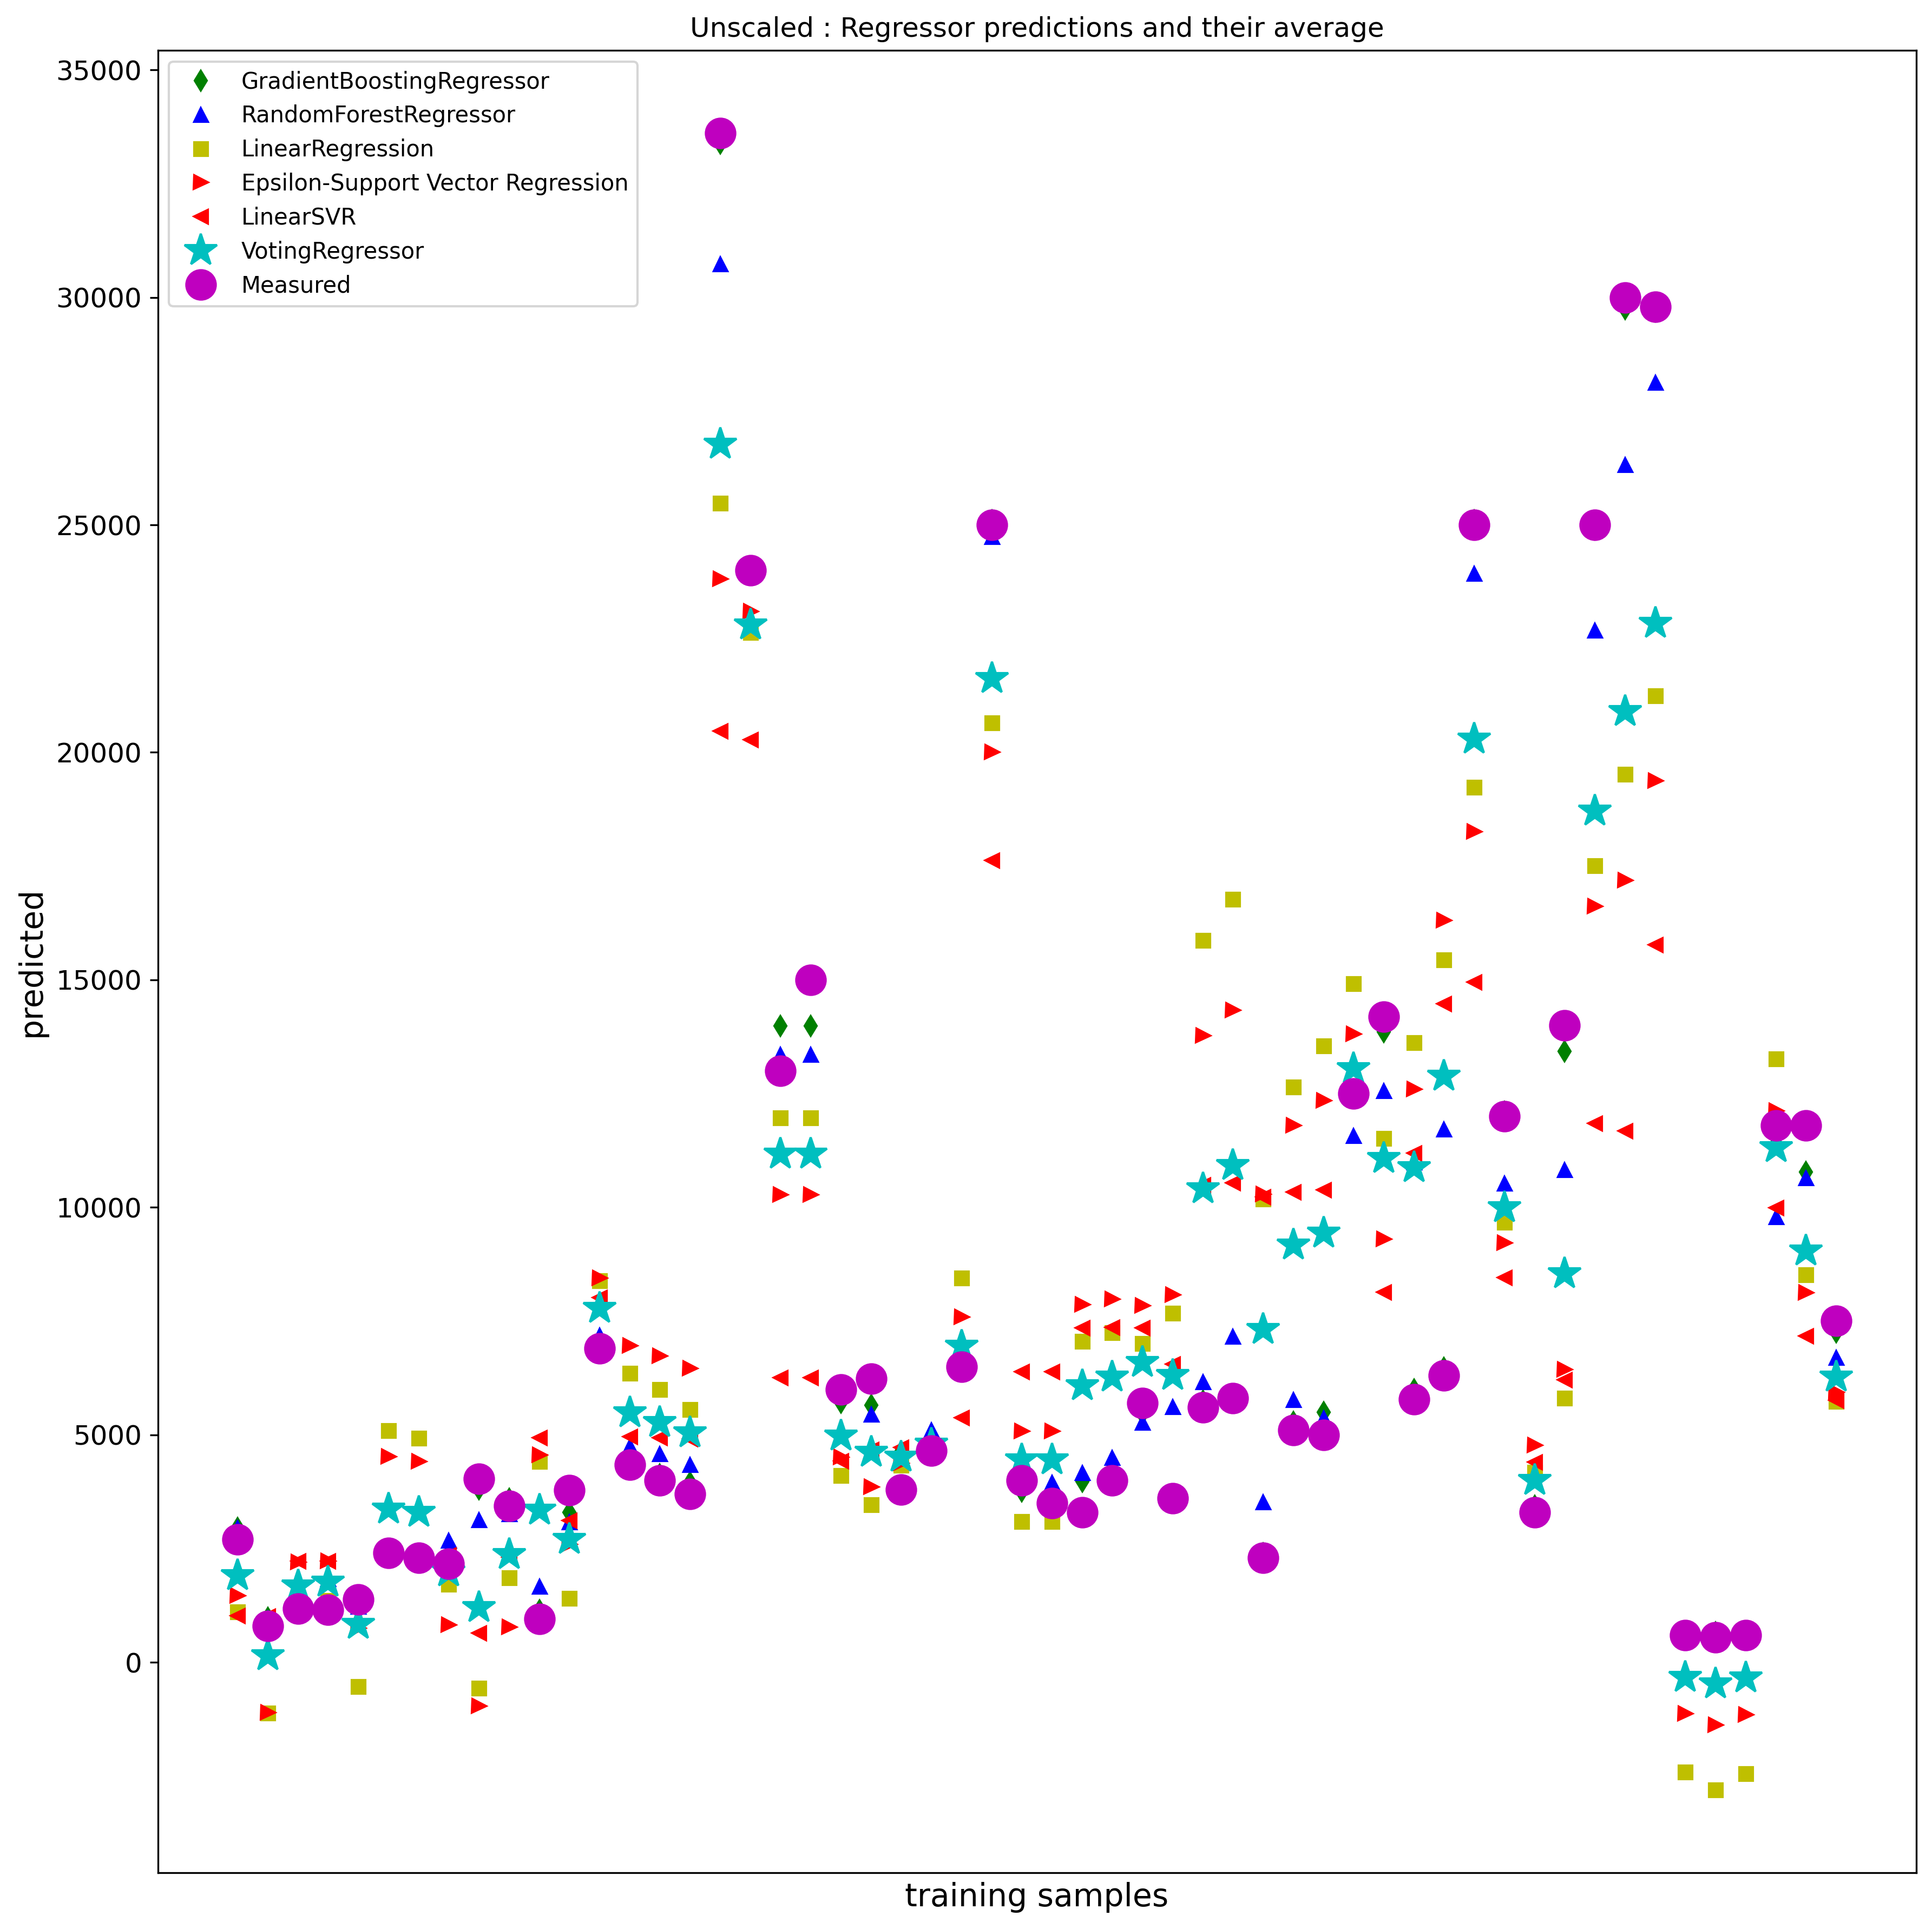 Unscaled : Regressor predictions and their average
35000
30000
25000
20000
15000
10000
5000
0
predicted
GradientBoostingRegressor
RandomForestRegressor
LinearRegression
Epsilon-Support Vector Regression
LinearSVR
VotingRegressor
Measured
training samples